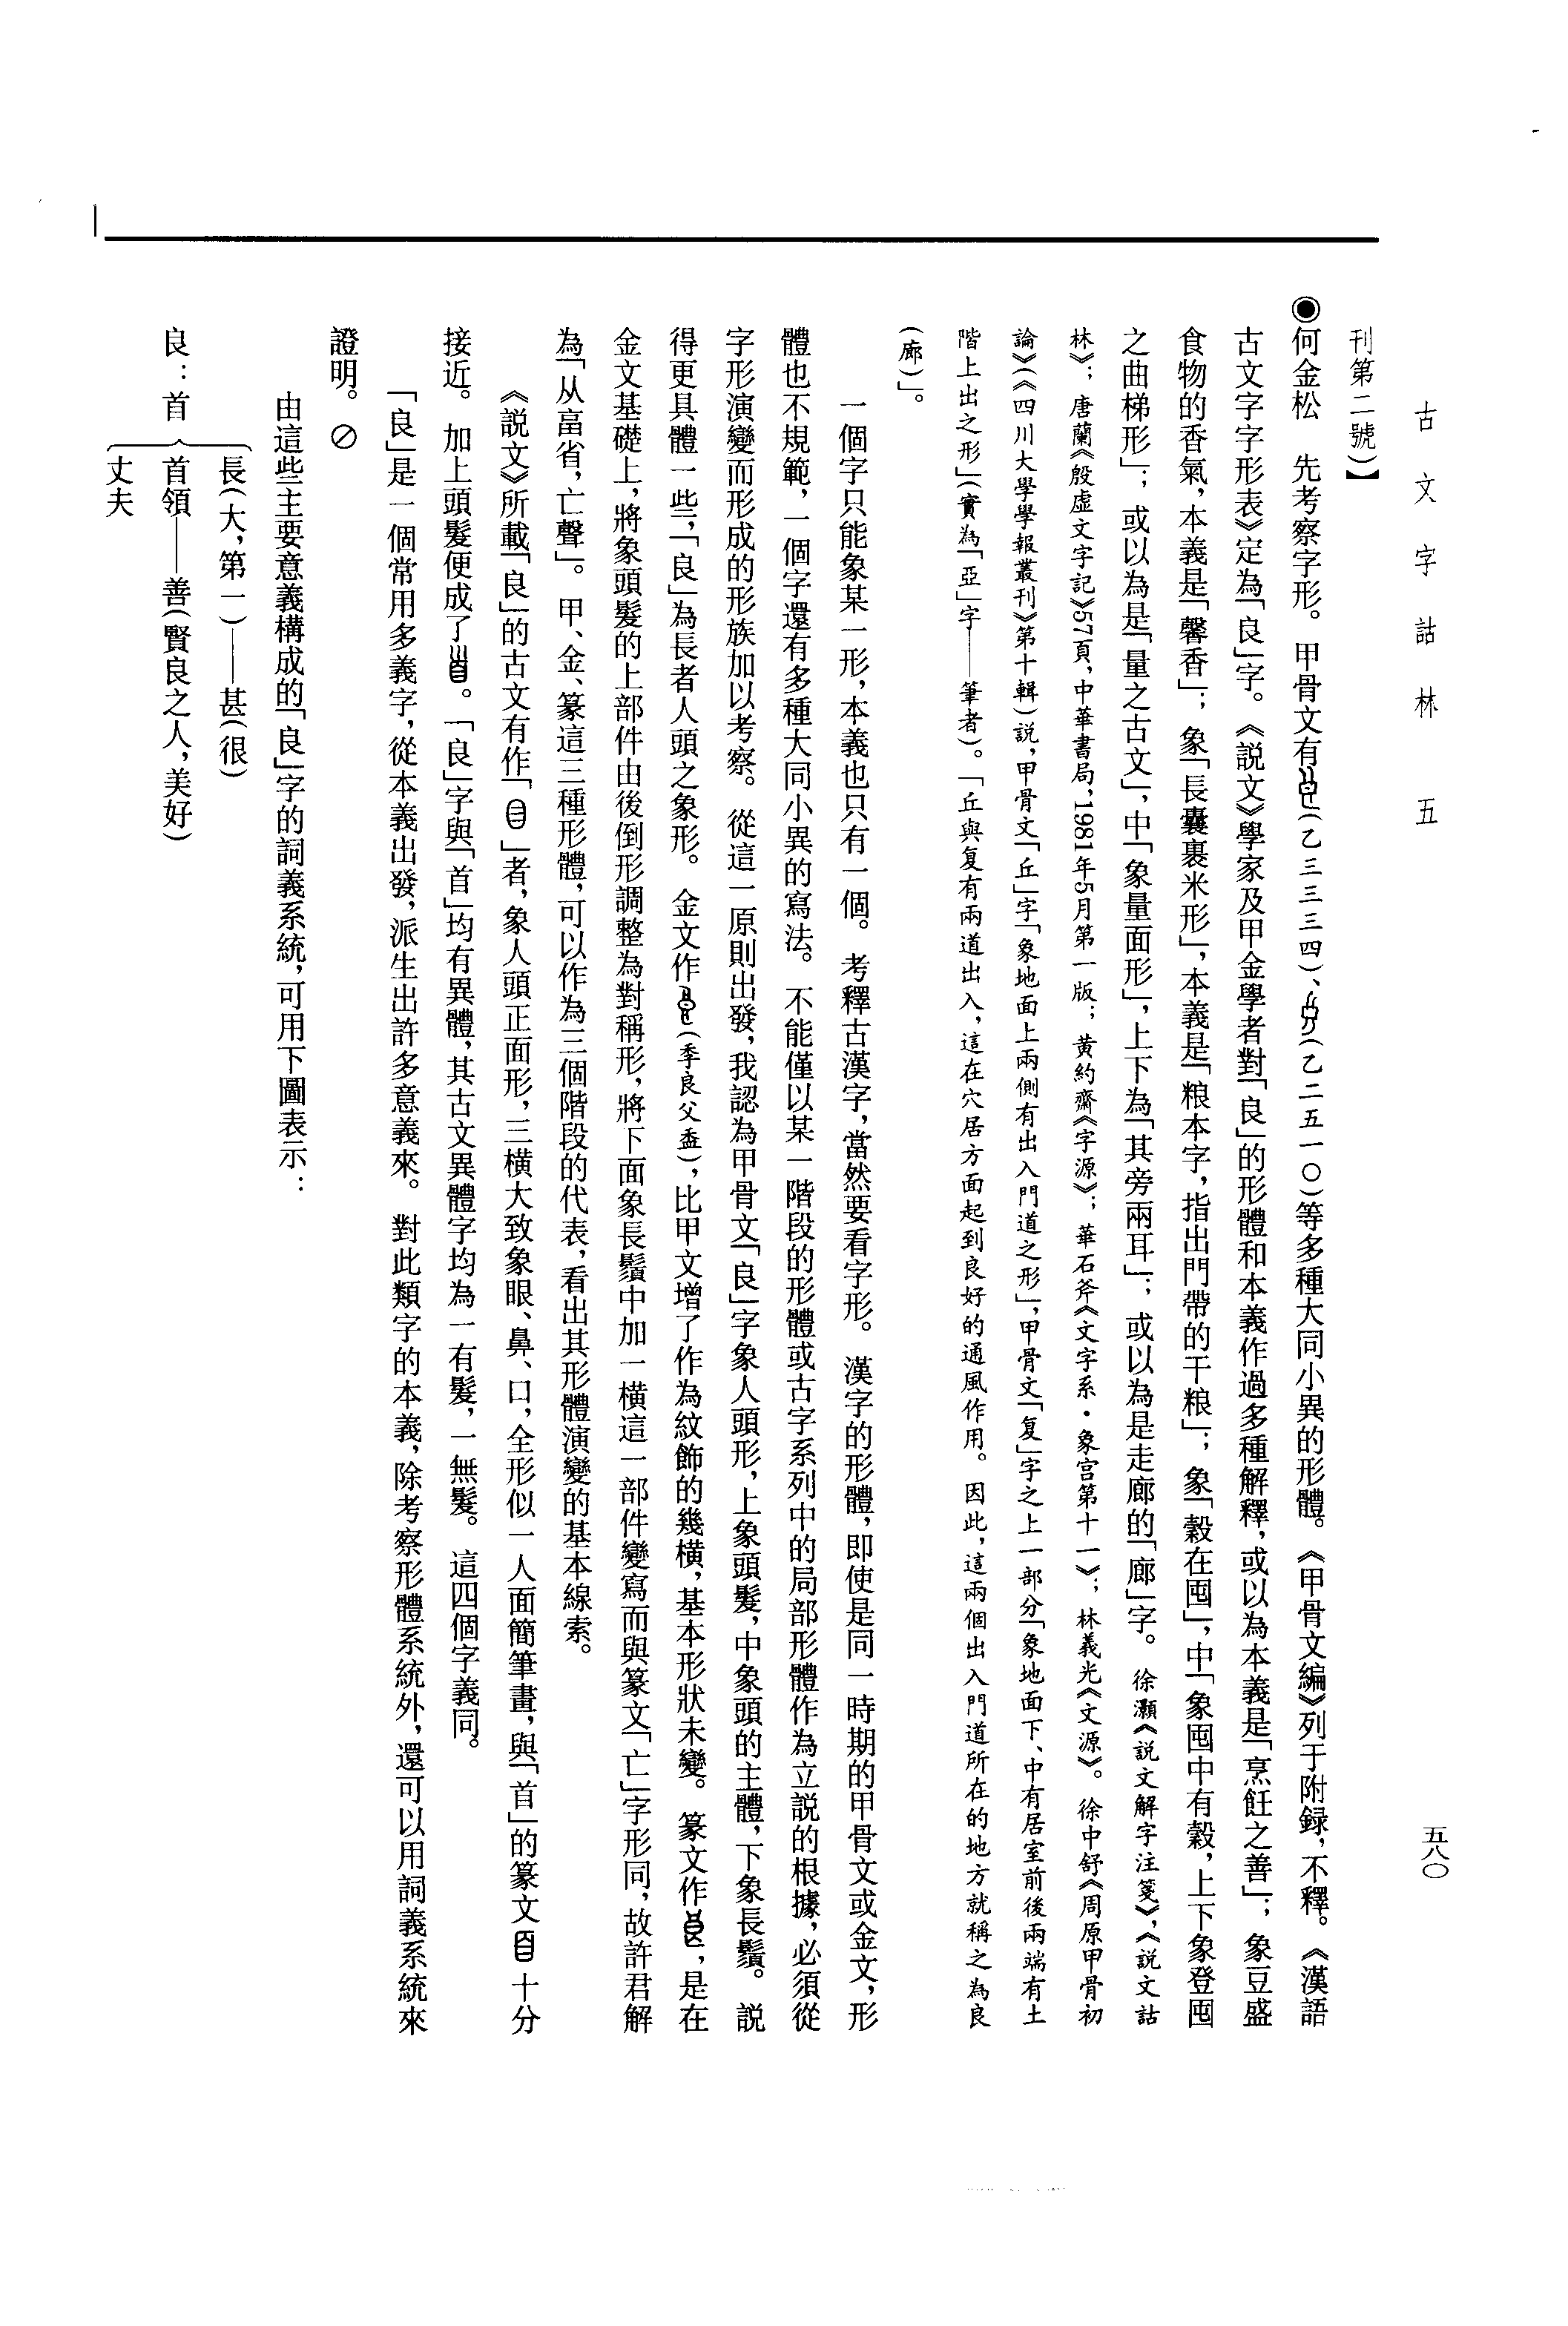 古文字詁林　五
五八〇
刊第二號）】
◉何金松　先考察字形。甲骨文有（乙三三三四）、（乙二五一〇）等多種大同小異的形體。《甲骨文編》列于附録，不釋。《漢語
古文字字形表》定為「良」字。《説文》學家及甲金學者對「良」的形體和本義作過多種解釋，或以為本義是「烹飪之善」；象豆盛
食物的香氣，本義是「馨香」；象「長囊裹米形」，本義是「粮本字，指出門帶的干粮」；象「穀在囤」，中「象囤中有穀，上下象登囤
之曲梯形」；或以為是「量之古文」，中「象量面形」，上下為「其旁兩耳」；或以為是走廊的「廊」字。徐灝《説文解字注箋》，《説文詁
林》；唐蘭《殷虚文字記》57頁，中華書局，1981年5月第一版；黄約齋《字源》；華石斧《文字系・象宫第十一》；林義光《文源》。徐中舒《周原甲骨初
論》（《四川大學學報叢刊》第十輯）説，甲骨文「丘」字「象地面上兩側有出入門道之形」，甲骨文「复」字之上一部分「象地面下、中有居室前後兩端有土
階上出之形」（實為「亞」字——筆者）。「丘與复有兩道出入，這在穴居方面起到良好的通風作用。因此，這兩個出入門道所在的地方就稱之為良
（廊）」。
一個字只能象某一形，本義也只有一個。考釋古漢字，當然要看字形。漢字的形體，即使是同一時期的甲骨文或金文，形
體也不規範，一個字還有多種大同小異的寫法。不能僅以某一階段的形體或古字系列中的局部形體作為立説的根據，必須從
字形演變而形成的形族加以考察。從這一原則出發，我認為甲骨文「良」字象人頭形，上象頭髮，中象頭的主體，下象長鬚。説
得更具體一些，「良」為長者人頭之象形。金文作（季良父盉），比甲文增了作為紋飾的幾横，基本形狀未變。篆文作，是在
金文基礎上，將象頭髮的上部件由後倒形調整為對稱形，將下面象長鬚中加一横這一部件變寫而與篆文「亡」字形同，故許君解
為「从畗省，亡聲」。甲、金、篆這三種形體，可以作為三個階段的代表，看出其形體演變的基本線索。
《説文》所載「良」的古文有作「」者，象人頭正面形，三横大致象眼、鼻、口，全形似一人面簡筆畫，與「首」的篆文十分
接近。加上頭髮便成了。「良」字與「首」均有異體，其古文異體字均為一有髮，一無髮。這四個字義同。
「良」是一個常用多義字，從本義出發，派生出許多意義來。對此類字的本義，除考察形體系統外，還可以用詞義系統來
證明。⊘
由這些主要意義構成的「良」字的詞義系統，可用下圖表示：
長（大，第一）——甚（很）
良：首｛首領——善（賢良之人，美好）
丈夫